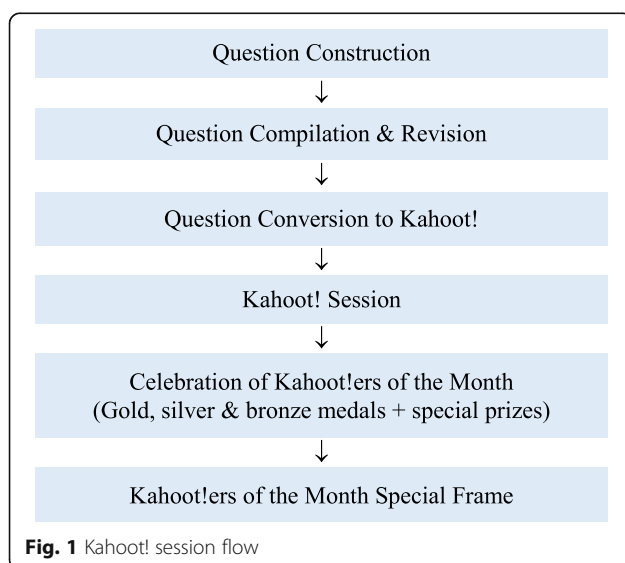 Question Construction
↓
Question Compilation & Revision
↓
Question Conversion to Kahoot!
↓
Kahoot! Session
↓
Celebration of Kahoot!ers of the Month
(Gold, silver & bronze medals + special prizes)
↓
Kahoot!ers of the Month Special Frame
Fig. 1 Kahoot! session flow